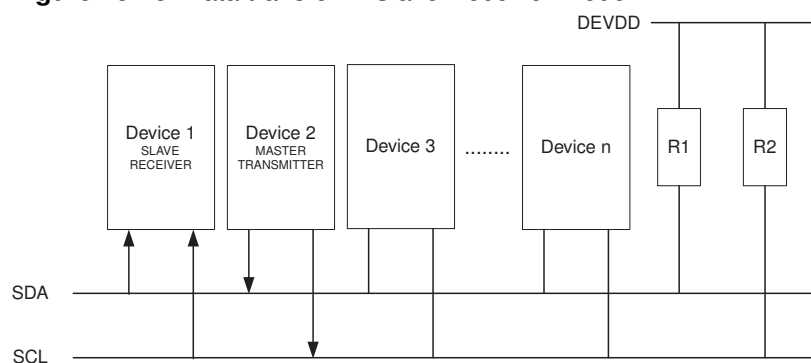 DEVDD
Device 1
SLAVE
RECEIVER
Device 2
MASTER
TRANSMITTER
Device 3
........
Device n
R1
R2
SDA
SCL